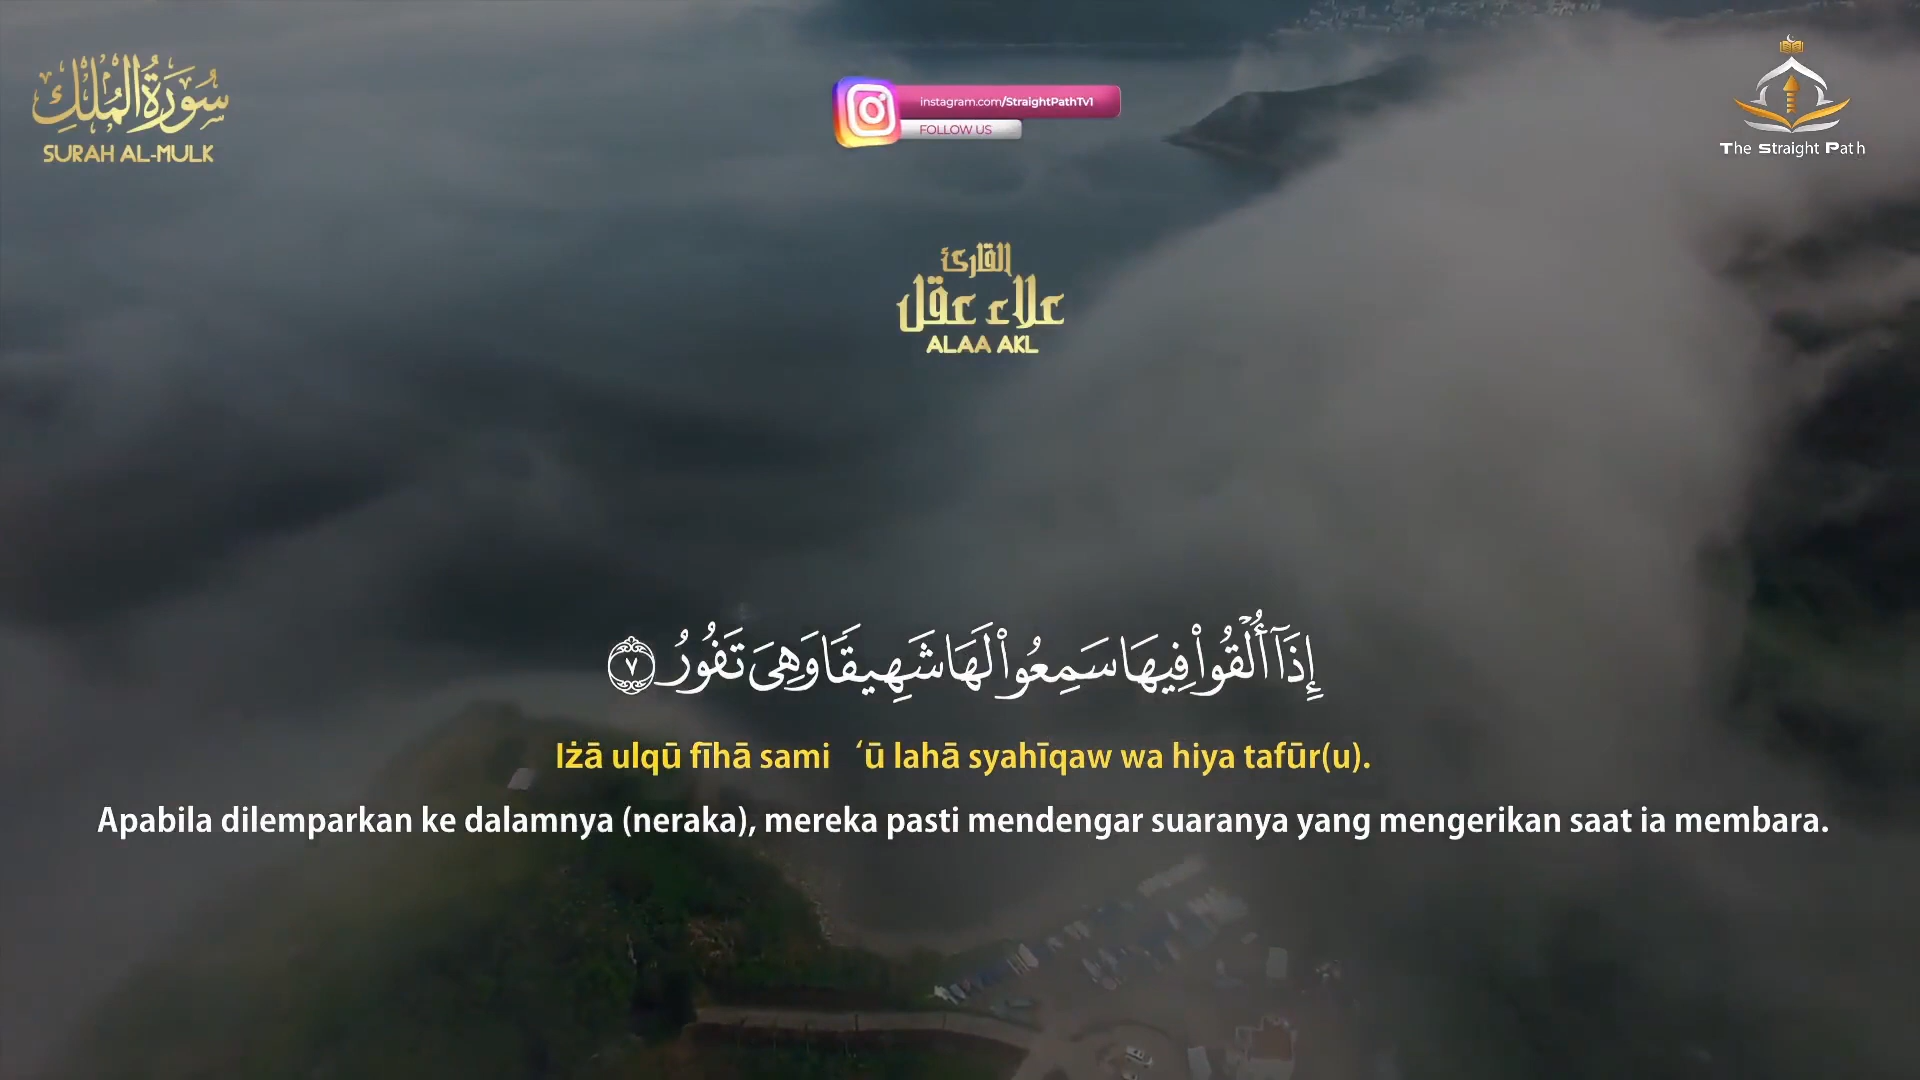 سُورَةُ الْمُلْكِ
SURAH AL-MULK
instagram.com/StraightPathTv1
FOLLOW US
The Straight Path
القارئ
علاء عقل
ALAA AKL
إِذَآ أُلْقُوا۟ فِيهَا سَمِعُوا۟ لَهَا شَهِيقًۭا وَهِىَ تَفُورُ ٧
Iżā ulqū fīhā sami ‘ū lahā syahīqaw wa hiya tafūr(u).
Apabila dilemparkan ke dalamnya (neraka), mereka pasti mendengar suaranya yang mengerikan saat ia membara.